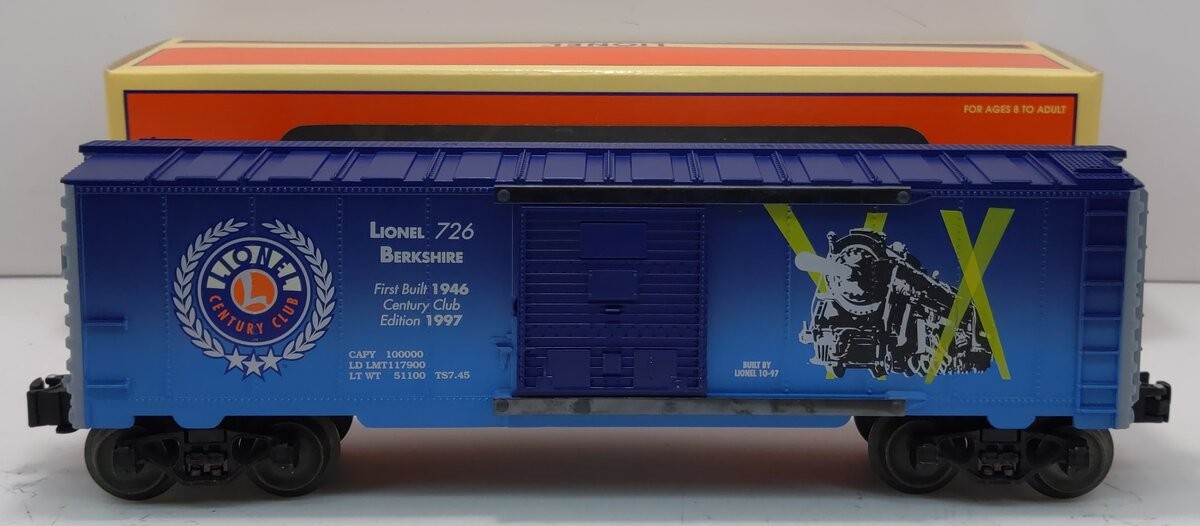 LIONEL
FOR AGES 8 TO ADULT
LIONEL
L
CENTURY CLUB
LIONEL 726
BERKSHIRE
First Built 1946
Century Club
Edition 1997
CAPY 100000
LD LMT117900
LT WT 51100 TS7.45
BUILT BY
LIONEL 10-97